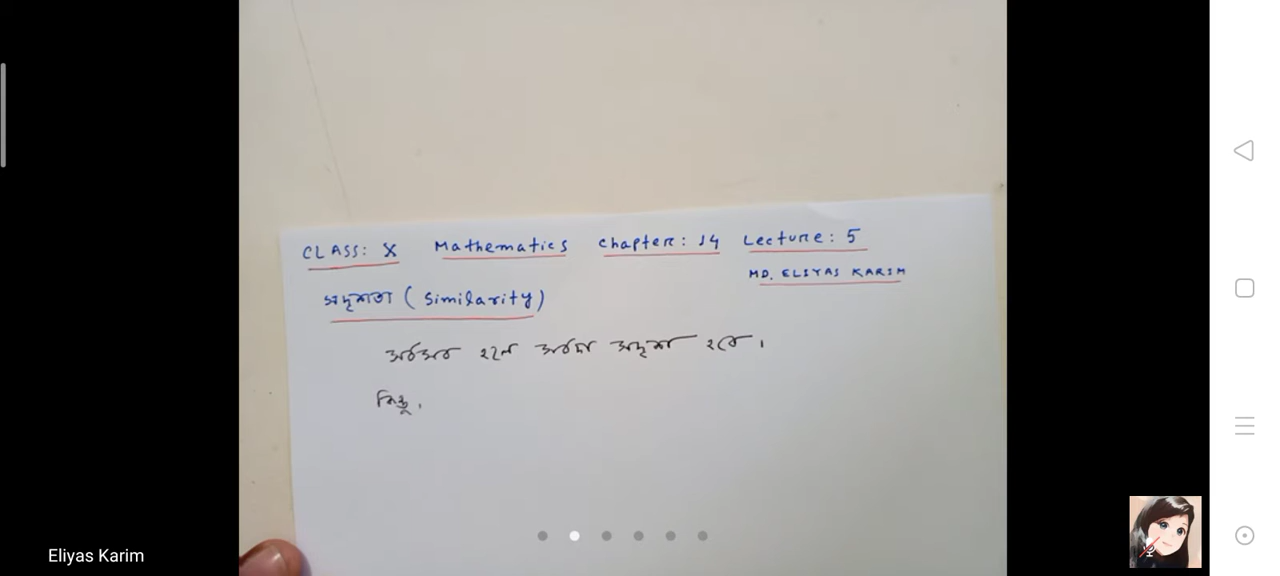 CLASS: X Mathematics Chapter: 14 Lecture: 5
MD. ELIYAS KARIM
সদৃশতা (Similarity)
সর্বসম হলে সর্বদা সদৃশ হবে।
কিন্তু,
Eliyas Karim